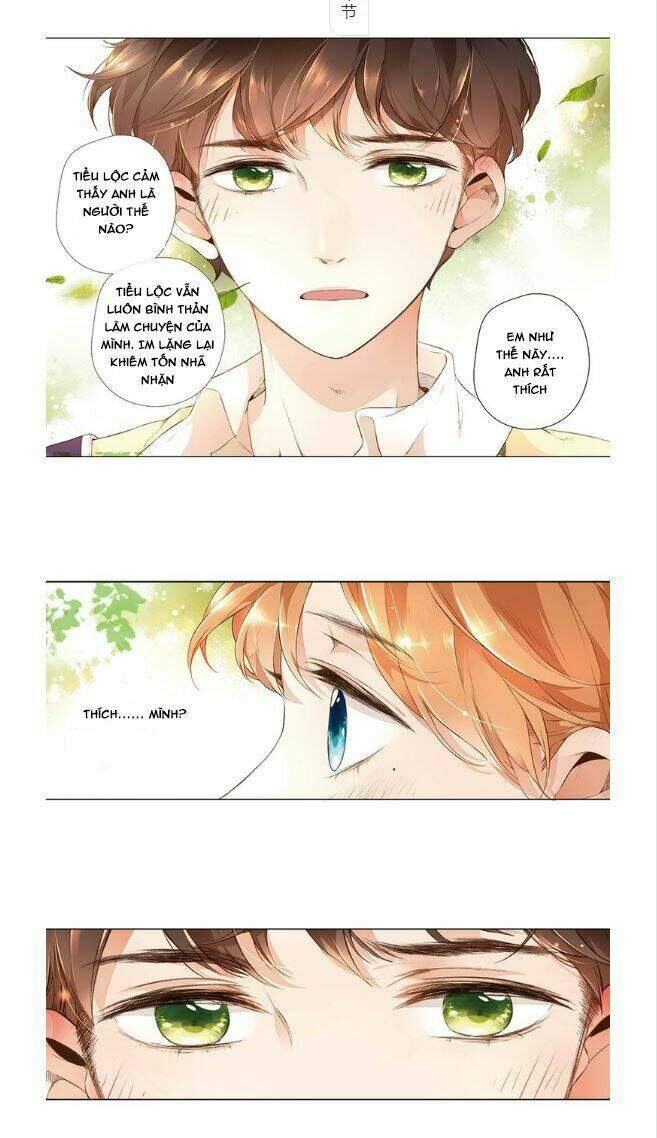 节
TIỂU LỘC CẢM
THẤY ANH LÀ
NGƯỜI THẾ
NÀO?
TIỂU LỘC VẪN
LUÔN BÌNH THẢN
LÀM CHUYỆN CỦA
MÌNH. IM LẶNG LẠI
KHIÊM TỐN NHÃ
NHẶN
EM NHƯ
THẾ NÀY....
ANH RẤT
THÍCH
THÍCH...... MÌNH?